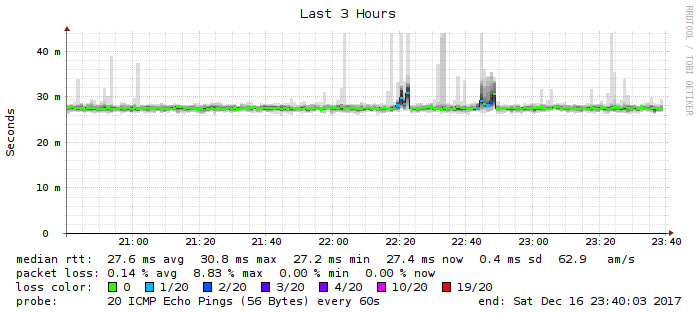 Last 3 Hours
RRDTOOL / TOBI OETIKER
Seconds
40 m
30 m
20 m
10 m
0
21:00 21:20 21:40 22:00 22:20 22:40 23:00 23:20 23:40
median rtt: 27.6 ms avg 30.8 ms max 27.2 ms min 27.4 ms now 0.4 ms sd 62.9 am/s
packet loss: 0.14 % avg 8.83 % max 0.00 % min 0.00 % now
loss color: 0 1/20 2/20 3/20 4/20 10/20 19/20
probe: 20 ICMP Echo Pings (56 Bytes) every 60s end: Sat Dec 16 23:40:03 2017